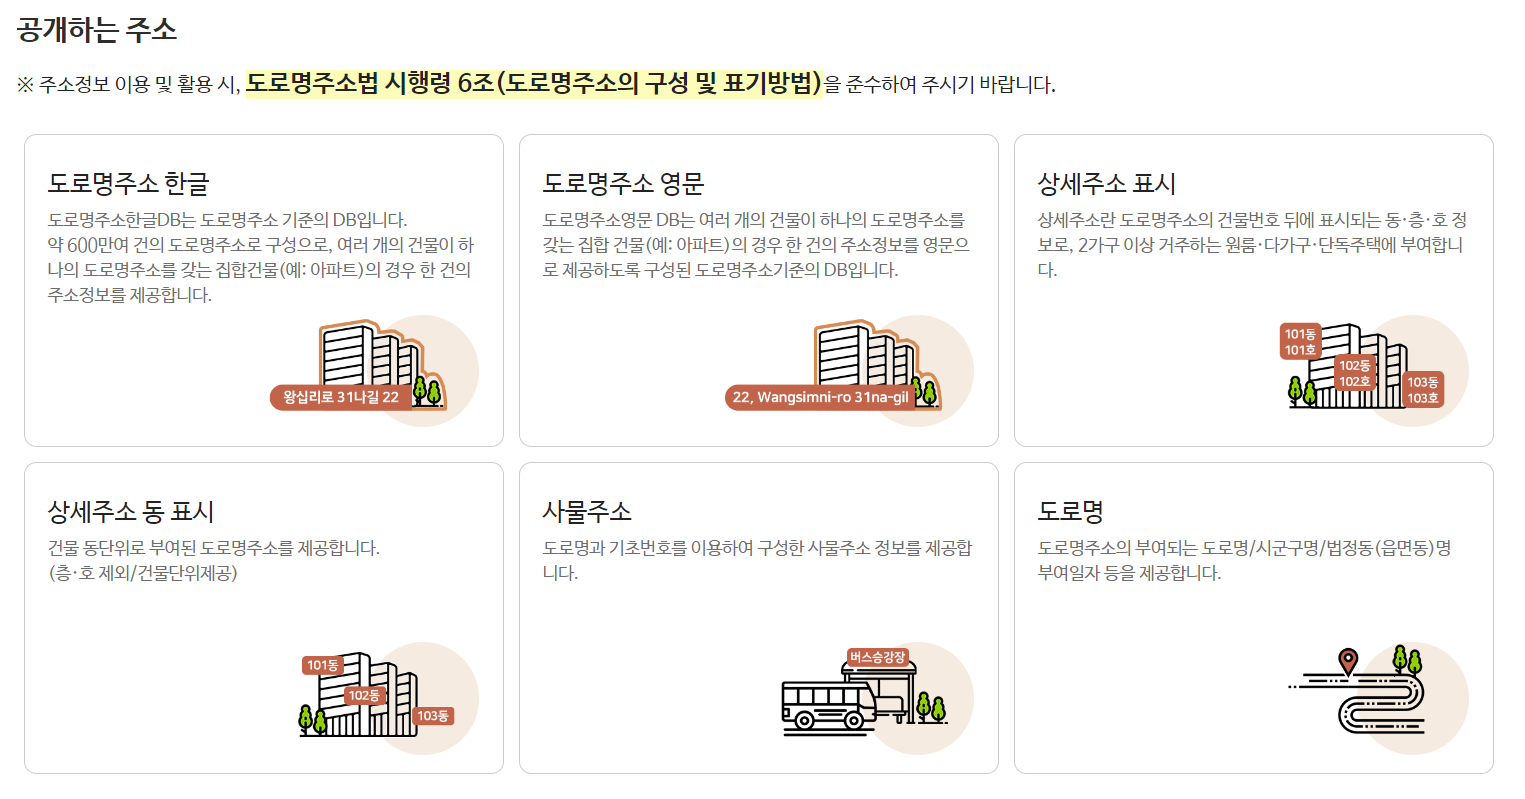 공개하는 주소
※ 주소정보 이용 및 활용 시, 도로명주소법 시행령 6조(도로명주소의 구성 및 표기방법)을 준수하여 주시기 바랍니다.
도로명주소 한글
도로명주소한글DB는 도로명주소 기준의 DB입니다.
약 600만여 건의 도로명주소로 구성으로, 여러 개의 건물이 하
나의 도로명주소를 갖는 집합건물(예: 아파트)의 경우 한 건의
주소정보를 제공합니다.
왕십리로 31나길 22
도로명주소 영문
도로명주소영문 DB는 여러 개의 건물이 하나의 도로명주소를
갖는 집합 건물(예: 아파트)의 경우 한 건의 주소정보를 영문으
로 제공하도록 구성된 도로명주소기준의 DB입니다.
22, Wangsimni-ro 31na-gil
상세주소 표시
상세주소란 도로명주소의 건물번호 뒤에 표시되는 동·층·호 정
보로, 2가구 이상 거주하는 원룸·다가구·단독주택에 부여합니
다.
101동
101호
102동
102호
103동
103호
상세주소 동 표시
건물 동단위로 부여된 도로명주소를 제공합니다.
(층·호 제외/건물단위제공)
101동
102동
103동
사물주소
도로명과 기초번호를 이용하여 구성한 사물주소 정보를 제공합
니다.
버스승강장
도로명
도로명주소의 부여되는 도로명/시군구명/법정동(읍면동)명
부여일자 등을 제공합니다.